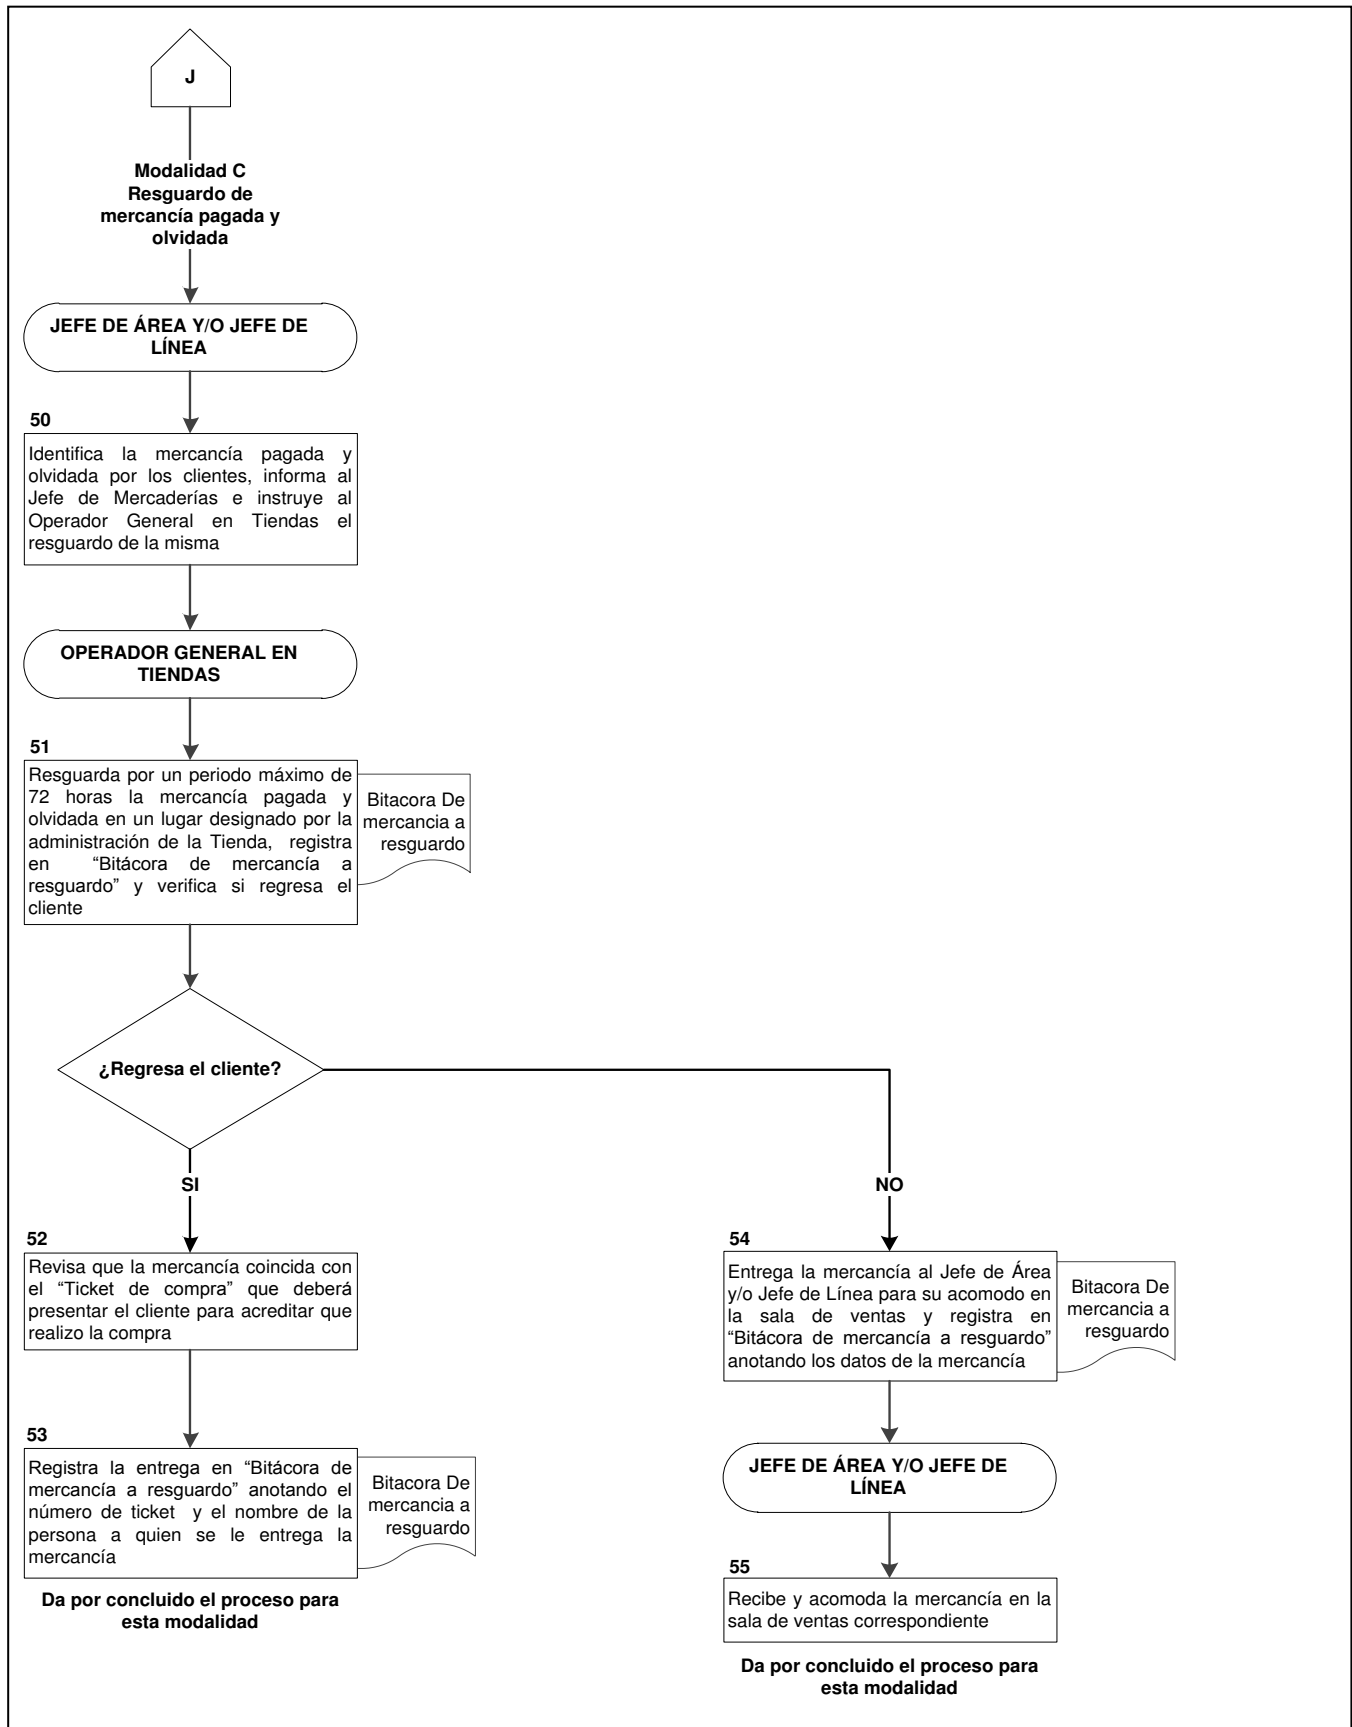 J
Modalidad C
Resguardo de
mercancía pagada y
olvidada
JEFE DE ÁREA Y/O JEFE DE
LÍNEA
50
Identifica la mercancía pagada y
olvidada por los clientes, informa al
Jefe de Mercaderías e instruye al
Operador General en Tiendas el
resguardo de la misma
OPERADOR GENERAL EN
TIENDAS
51
Resguarda por un periodo máximo de
72 horas la mercancía pagada y
olvidada en un lugar designado por la
administración de la Tienda, registra
en “Bitácora de mercancía a
resguardo” y verifica si regresa el
cliente
Bitacora De
mercancia a
resguardo
¿Regresa el cliente?
SI
NO
52
Revisa que la mercancía coincida con
el “Ticket de compra” que deberá
presentar el cliente para acreditar que
realizo la compra
53
Registra la entrega en “Bitácora de
mercancía a resguardo” anotando el
número de ticket y el nombre de la
persona a quien se le entrega la
mercancía
Bitacora De
mercancia a
resguardo
Da por concluido el proceso para
esta modalidad
54
Entrega la mercancía al Jefe de Área
y/o Jefe de Línea para su acomodo en
la sala de ventas y registra en
“Bitácora de mercancía a resguardo”
anotando los datos de la mercancía
Bitacora De
mercancia a
resguardo
JEFE DE ÁREA Y/O JEFE DE
LÍNEA
55
Recibe y acomoda la mercancía en la
sala de ventas correspondiente
Da por concluido el proceso para
esta modalidad